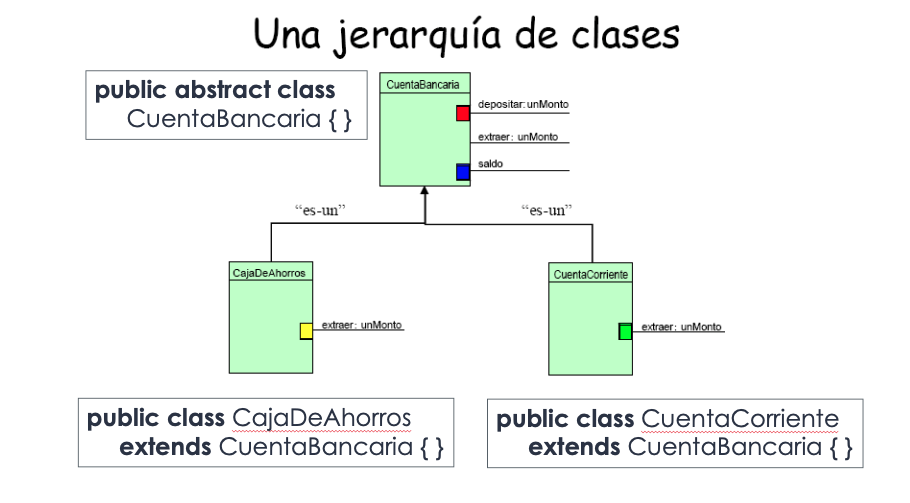 Una jerarquía de clases
public abstract class
CuentaBancaria { }
CuentaBancaria
depositar: unMonto
extraer: unMonto
saldo
“es-un”
“es-un”
CajaDeAhorros
extraer: unMonto
CuentaCorriente
extraer: unMonto
public class CajaDeAhorros
extends CuentaBancaria { }
public class CuentaCorriente
extends CuentaBancaria { }